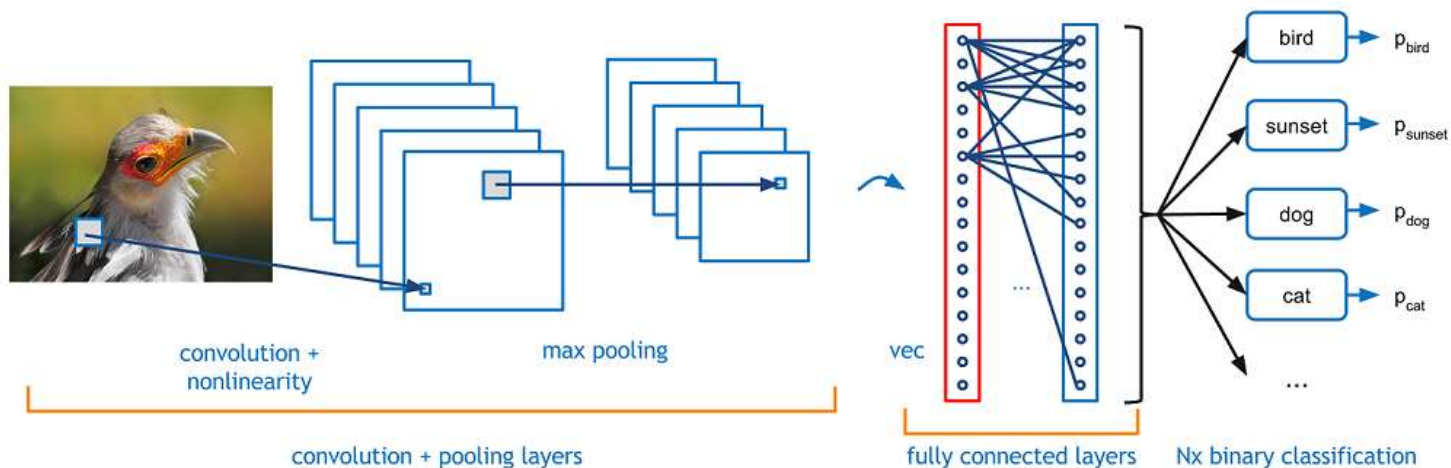 bird
p_bird
sunset
p_sunset
dog
p_dog
cat
p_cat
...
...
convolution +
nonlinearity
max pooling
vec
convolution + pooling layers
fully connected layers
Nx binary classification